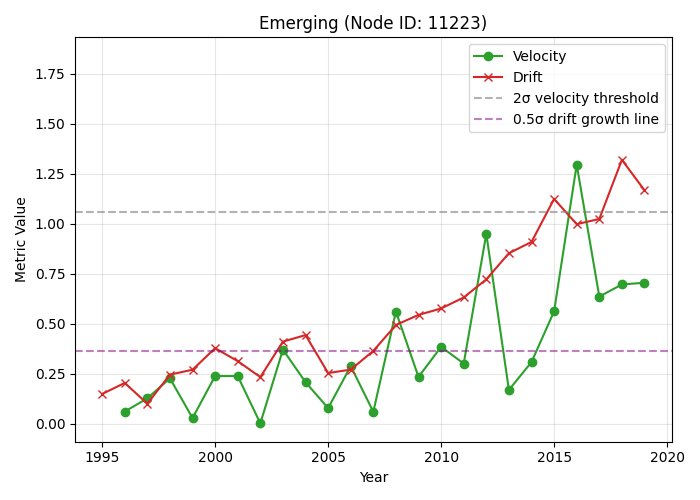 Emerging (Node ID: 11223)
Velocity
Drift
2σ velocity threshold
0.5σ drift growth line
Metric Value
1.75
1.50
1.25
1.00
0.75
0.50
0.25
0.00
1995 2000 2005 2010 2015 2020
Year